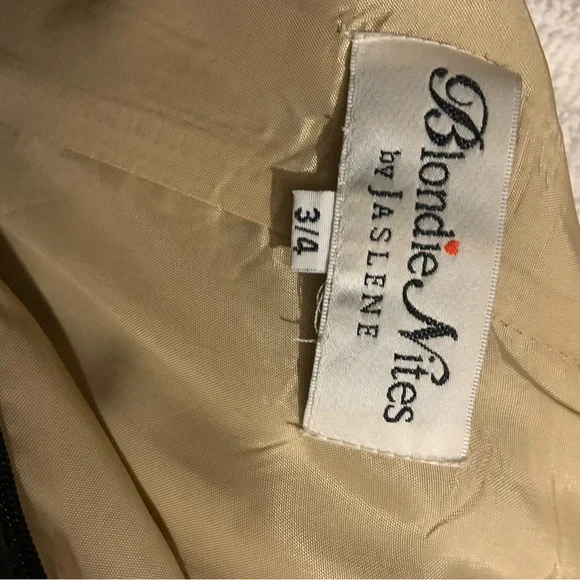 Blondie Nites
by JASLENE
3/4